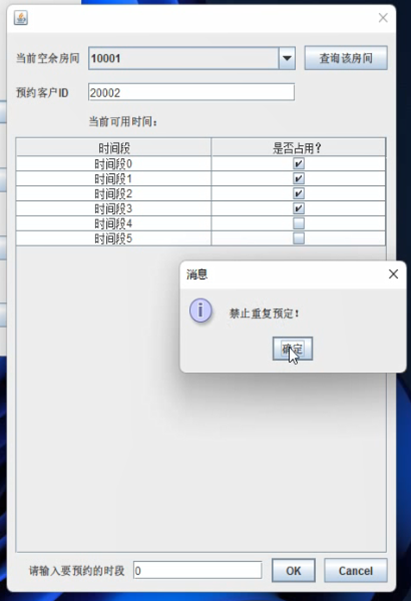 当前空余房间 10001 查询该房间
预约客户ID 20002
当前可用时间：
时间段 是否占用？
时间段0
时间段1
时间段2
时间段3
时间段4
时间段5
消息
禁止重复预定！
确定
请输入要预约的时段 0 OK Cancel